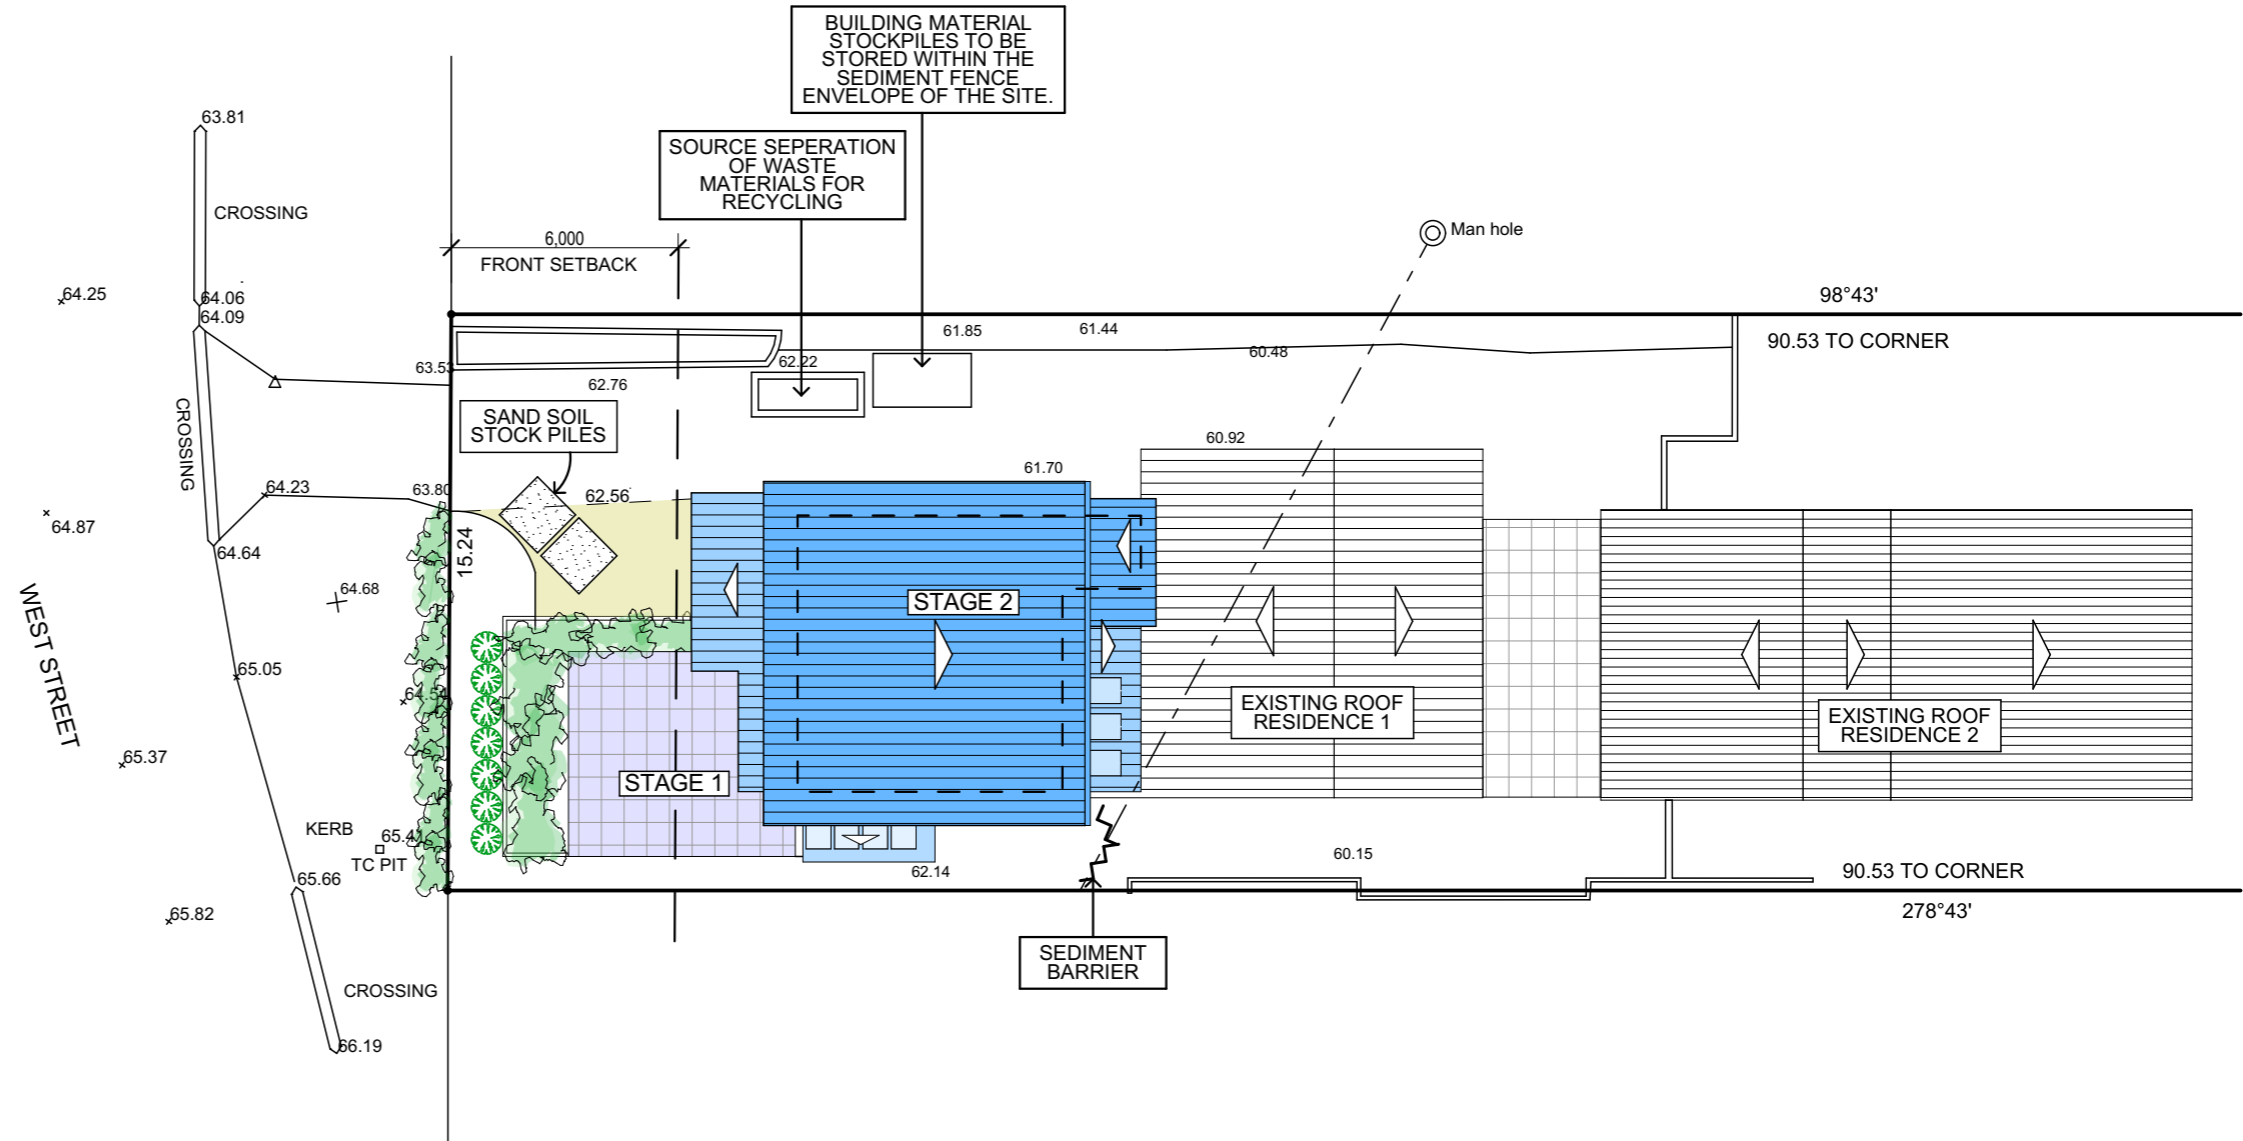 BUILDING MATERIAL
STOCKPILES TO BE
STORED WITHIN THE
SEDIMENT FENCE
ENVELOPE OF THE SITE.
63.81
SOURCE SEPERATION
OF WASTE
MATERIALS FOR
RECYCLING
CROSSING
6,000
FRONT SETBACK
Man hole
64.25
64.06
64.09
98°43'
61.85
61.44
60.48
90.53 TO CORNER
63.53
62.22
62.76
CROSSING
SAND SOIL
STOCK PILES
60.92
61.70
64.23
63.80
62.56
64.87
64.64
15.24
64.68
WEST STREET
STAGE 2
65.05
64.54
EXISTING ROOF
RESIDENCE 1
EXISTING ROOF
RESIDENCE 2
65.37
STAGE 1
KERB
65.41
TC PIT
60.15
62.14
90.53 TO CORNER
65.66
65.82
278°43'
SEDIMENT
BARRIER
CROSSING
66.19